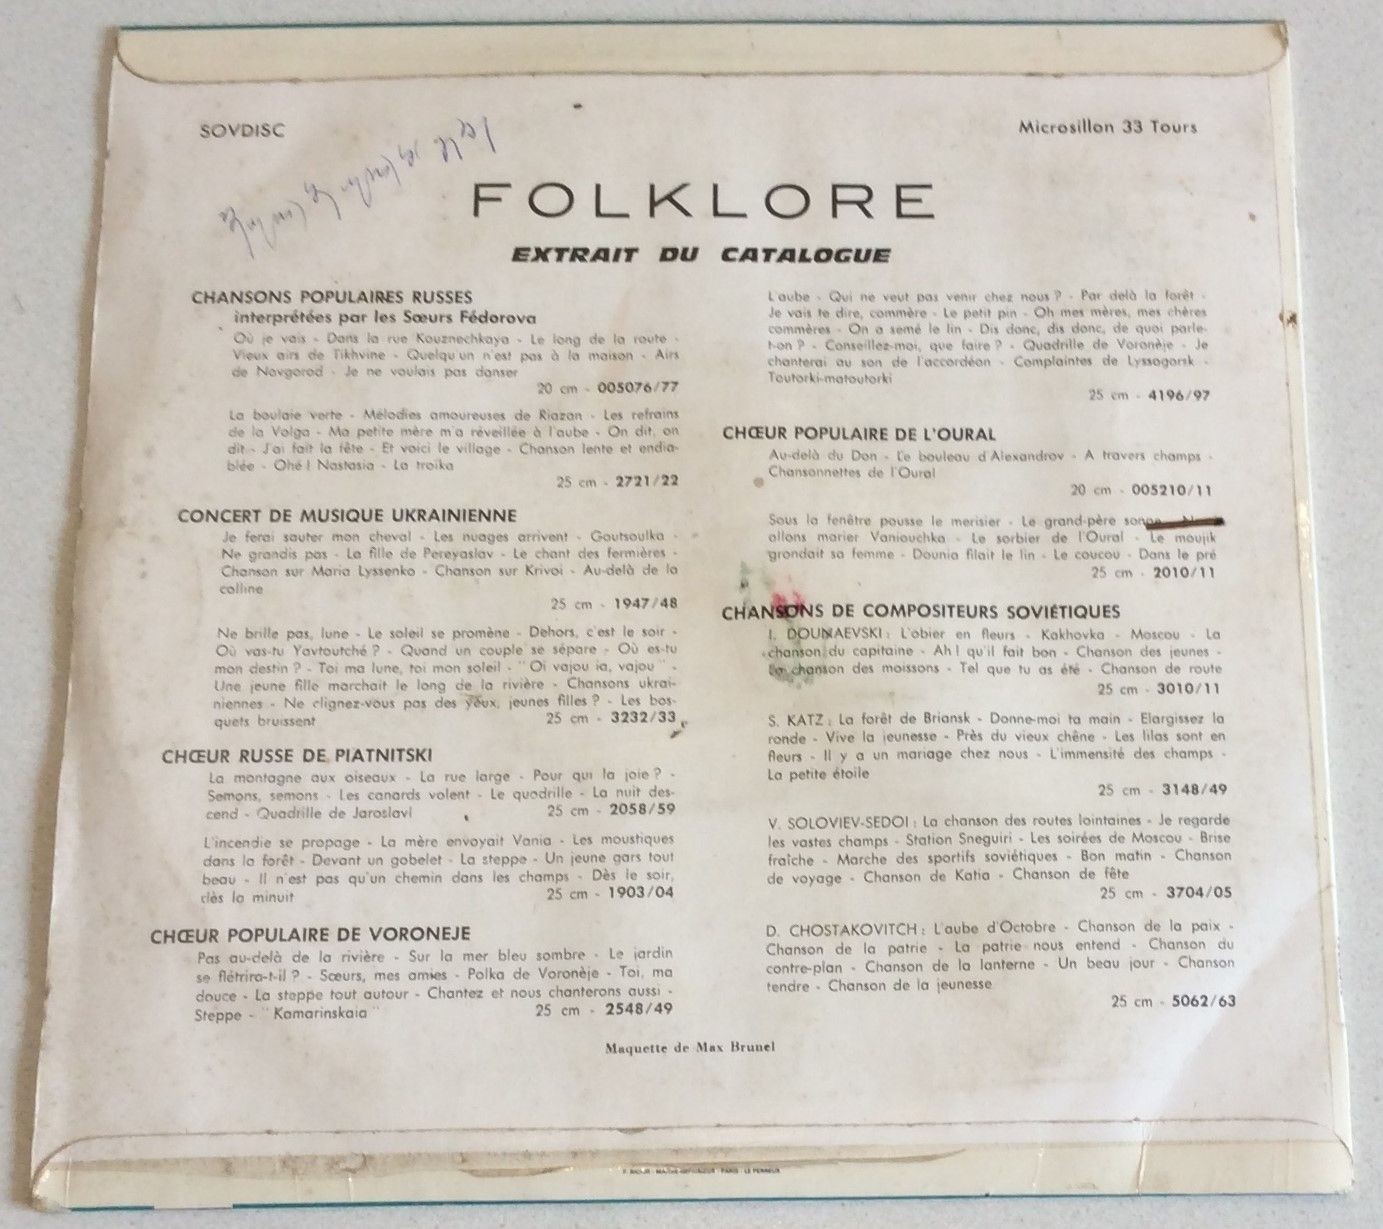 SOVDISC
Microsillon 33 Tours
FOLKLORE
EXTRAIT DU CATALOGUE
CHANSONS POPULAIRES RUSSES
interprétées par les Sœurs Fédorova
Où je vais - Dans la rue Kouznechkaya - Le long de la route -
Vieux airs de Tikhvine - Quelqu'un n'est pas à la maison - Airs
de Novgorod - Je ne voulais pas danser
20 cm - 005076/77
La boulaie verte - Mélodies amoureuses de Riazan - Les refrains
de la Volga - Ma petite mère m'a réveillée à l'aube - On dit, on
dit - J'ai fait la fête - Et voici le village - Chanson lente et endia-
blée - Ohé ! Nastasia - La troïka
25 cm - 2721/22
CONCERT DE MUSIQUE UKRAINIENNE
Je ferai sauter mon cheval - Les nuages arrivent - Goutsoulka -
Ne grandis pas - La fille de Pereyaslav - Le chant des fermières -
Chanson sur Maria Lyssenko - Chanson sur Krivoi - Au-delà de la
colline
25 cm - 1947/48
Ne brille pas, lune - Le soleil se promène - Dehors, c'est le soir -
Où vas-tu Yavtoutché ? - Quand un couple se sépare - Où es-tu
mon destin ? - Toi ma lune, toi mon soleil - "Oï vajou ia, vajou" -
Une jeune fille marchait le long de la rivière - Chansons ukrai-
niennes - Ne clignez-vous pas des yeux, jeunes filles ? - Les bos-
quets bruissent 25 cm - 3232/33
CHŒUR RUSSE DE PIATNITSKI
La montagne aux oiseaux - La rue large - Pour qui la joie ? -
Semons, semons - Les canards volent - Le quadrille - La nuit des-
cend - Quadrille de Jaroslavl 25 cm - 2058/59
L'incendie se propage - La mère envoyait Vania - Les moustiques
dans la forêt - Devant un gobelet - La steppe - Un jeune gars tout
beau - Il n'est pas qu'un chemin dans les champs - Dès le soir,
dès la minuit 25 cm - 1903/04
CHŒUR POPULAIRE DE VORONEJE
Pas au-delà de la rivière - Sur la mer bleu sombre - Le jardin
se flétrira-t-il ? - Sœurs, mes amies - Polka de Voronèje - Toi, ma
douce - La steppe tout autour - Chantez et nous chanterons aussi -
Steppe - "Kamarinskaia" 25 cm - 2548/49
L'aube - Qui ne veut pas venir chez nous ? - Par delà la forêt -
Je vais te dire, commère - Le petit pin - Oh mes mères, mes chères
commères - On a semé le lin - Dis donc, dis donc, de quoi parle-
t-on ? - Conseillez-moi, que faire ? - Quadrille de Voronèje - Je
chanterai au son de l'accordéon - Complaintes de Lyssogorsk -
Toutorki-matoutorki
25 cm - 4196/97
CHŒUR POPULAIRE DE L'OURAL
Au-delà du Don - Le bouleau d'Alexandrov - A travers champs -
Chansonnettes de l'Oural
20 cm - 005210/11
Sous la fenêtre pousse le merisier - Le grand-père sonne
allons marier Vaniouchka - Le sorbier de l'Oural - Le moujik
grondait sa femme - Dounia filait le lin - Le coucou - Dans le pré
25 cm - 2010/11
CHANSONS DE COMPOSITEURS SOVIÉTIQUES
I. DOUNAEVSKI : L'obier en fleurs - Kakhovka - Moscou - La
chanson du capitaine - Ah ! qu'il fait bon - Chanson des jeunes -
La chanson des moissons - Tel que tu as été - Chanson de route
25 cm - 3010/11
S. KATZ : La forêt de Briansk - Donne-moi ta main - Elargissez la
ronde - Vive la jeunesse - Près du vieux chêne - Les lilas sont en
fleurs - Il y a un mariage chez nous - L'immensité des champs -
La petite étoile
25 cm - 3148/49
V. SOLOVIEV-SEDOI : La chanson des routes lointaines - Je regarde
les vastes champs - Station Sneguiri - Les soirées de Moscou - Brise
fraîche - Marche des sportifs soviétiques - Bon matin - Chanson
de voyage - Chanson de Katia - Chanson de fête
25 cm - 3704/05
D. CHOSTAKOVITCH : L'aube d'Octobre - Chanson de la paix -
Chanson de la patrie - La patrie nous entend - Chanson du
contre-plan - Chanson de la lanterne - Un beau jour - Chanson
tendre - Chanson de la jeunesse
25 cm - 5062/63
Maquette de Max Brunel